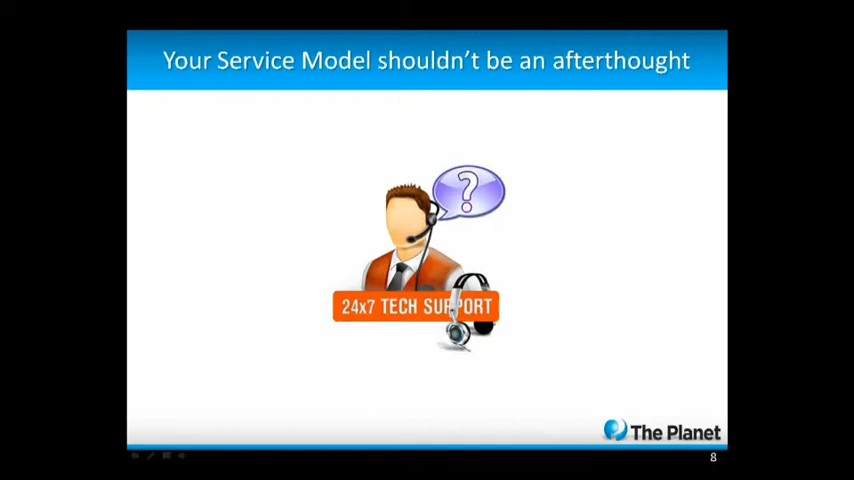 Your Service Model shouldn't be an afterthought
?
24x7 TECH SUPPORT
The Planet
8